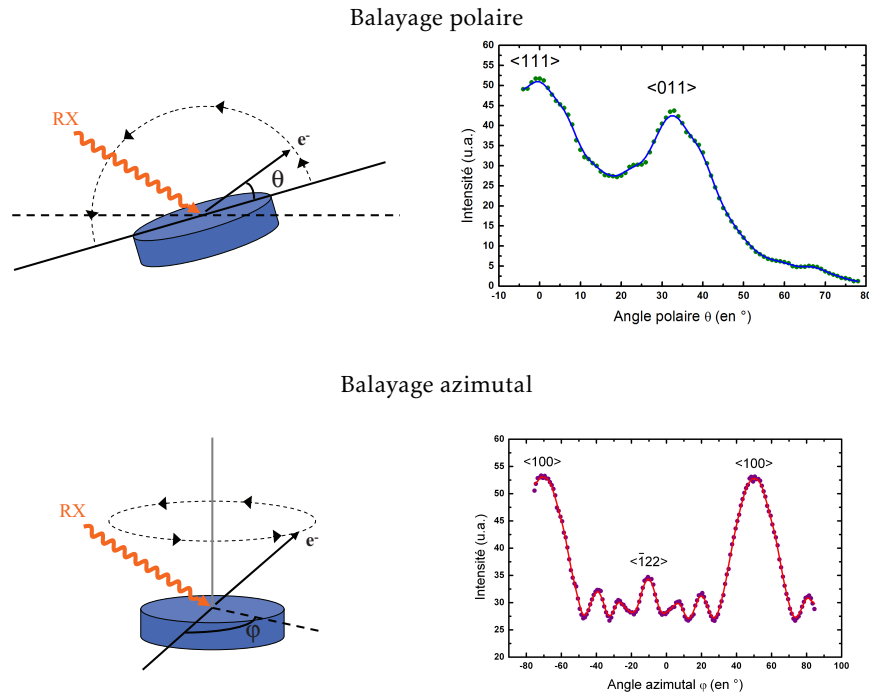 Balayage polaire
RX
e-
θ
<111>
<011>
Intensité (u.a.)
60
55
50
45
40
35
30
25
20
15
10
5
0
-10 0 10 20 30 40 50 60 70 80
Angle polaire θ (en °)
Balayage azimutal
RX
e-
φ
<100>
<100>
<1̄22>
Intensité (u.a.)
60
55
50
45
40
35
30
25
20
-80 -60 -40 -20 0 20 40 60 80 100
Angle azimutal φ (en °)